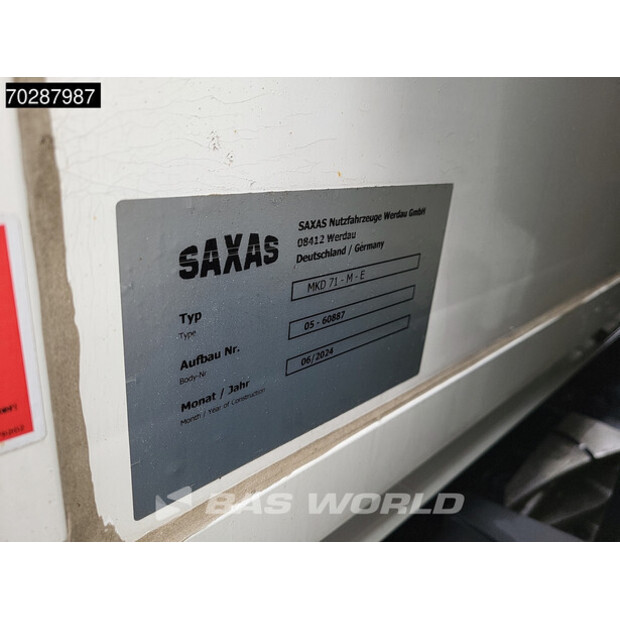 70287987
SAXAS
SAXAS Nutzfahrzeuge Werdau GmbH
08412 Werdau
Deutschland / Germany
Typ
Type
MKD 71 - M - E
Aufbau Nr.
Body-Nr
05 - 60887
Monat / Jahr
Month / Year of Construction
06/2024
BAS WORLD